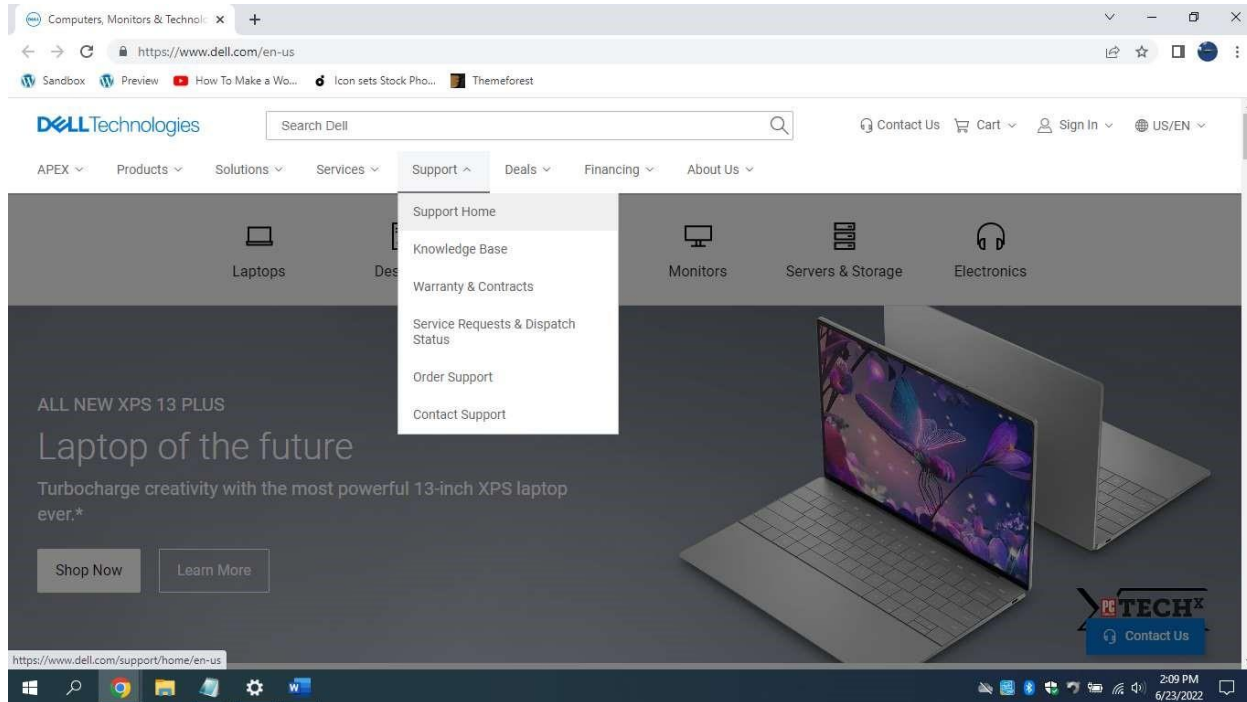 Computers, Monitors & Technolo
https://www.dell.com/en-us
Sandbox Preview How To Make a Wo... Icon sets Stock Pho... Themeforest
DELLTechnologies Search Dell Contact Us Cart Sign In US/EN
APEX Products Solutions Services Support Deals Financing About Us
Support Home
Knowledge Base
Warranty & Contracts
Service Requests & Dispatch
Status
Order Support
Contact Support
Laptops Des Monitors Servers & Storage Electronics
ALL NEW XPS 13 PLUS
Laptop of the future
Turbocharge creativity with the most powerful 13-inch XPS laptop
ever.*
Shop Now Learn More
PC TECH X
Contact Us
https://www.dell.com/support/home/en-us
2:09 PM
6/23/2022